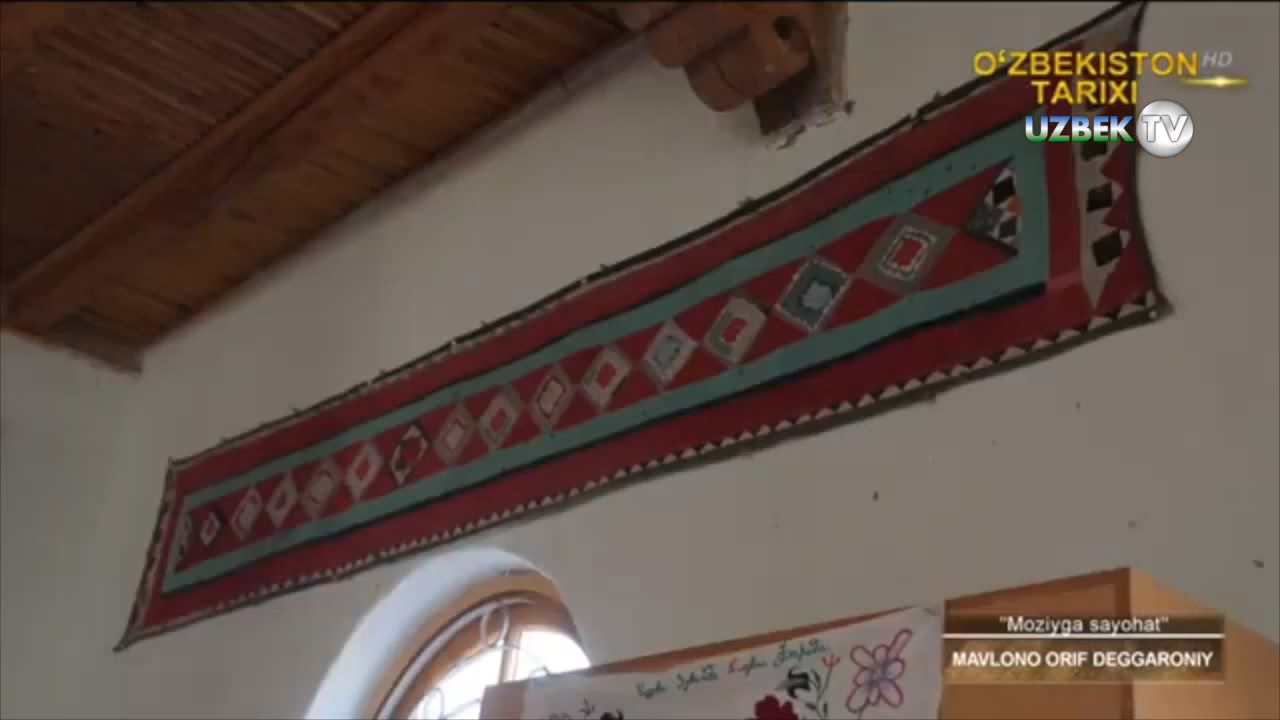 O‘ZBEKISTON HD
TARIXI
UZBEK TV
"Moziyga sayohat"
MAVLONO ORIF DEGGARONIY